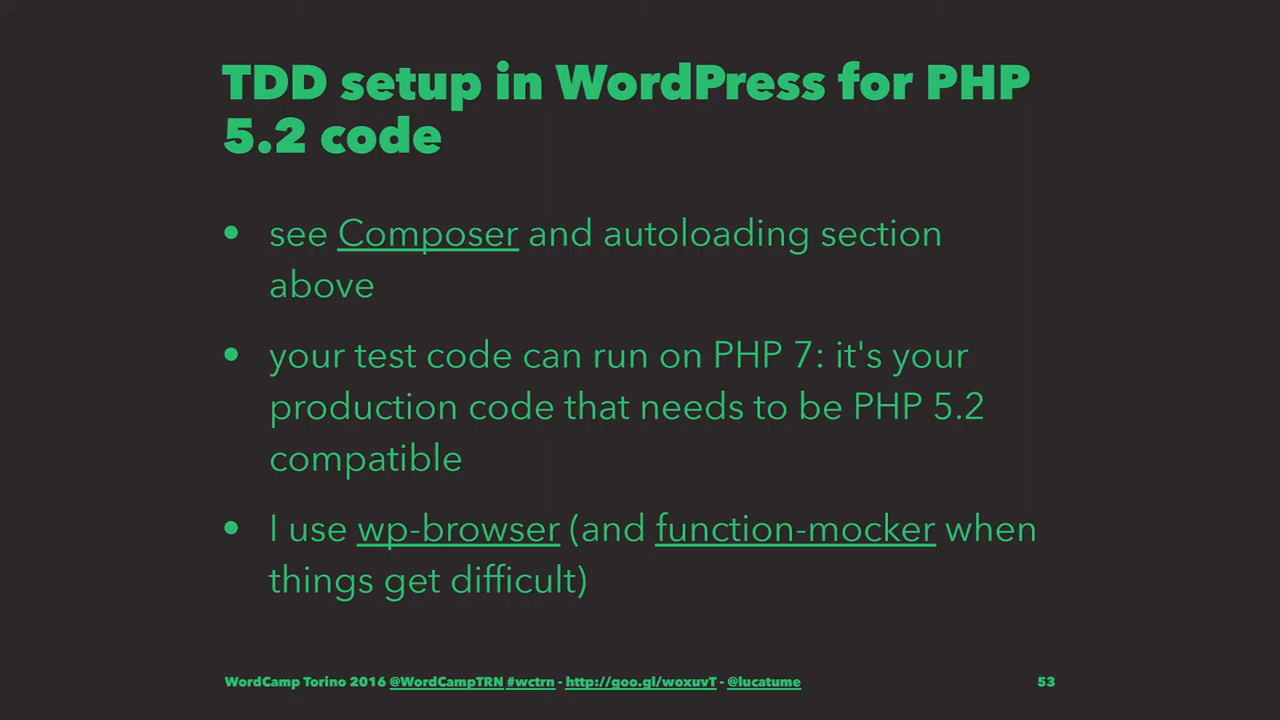 TDD setup in WordPress for PHP
5.2 code
• see Composer and autoloading section
above
• your test code can run on PHP 7: it's your
production code that needs to be PHP 5.2
compatible
• I use wp-browser (and function-mocker when
things get difficult)
WordCamp Torino 2016 @WordCampTRN #wctrn - http://goo.gl/woxuvT - @lucatume 53